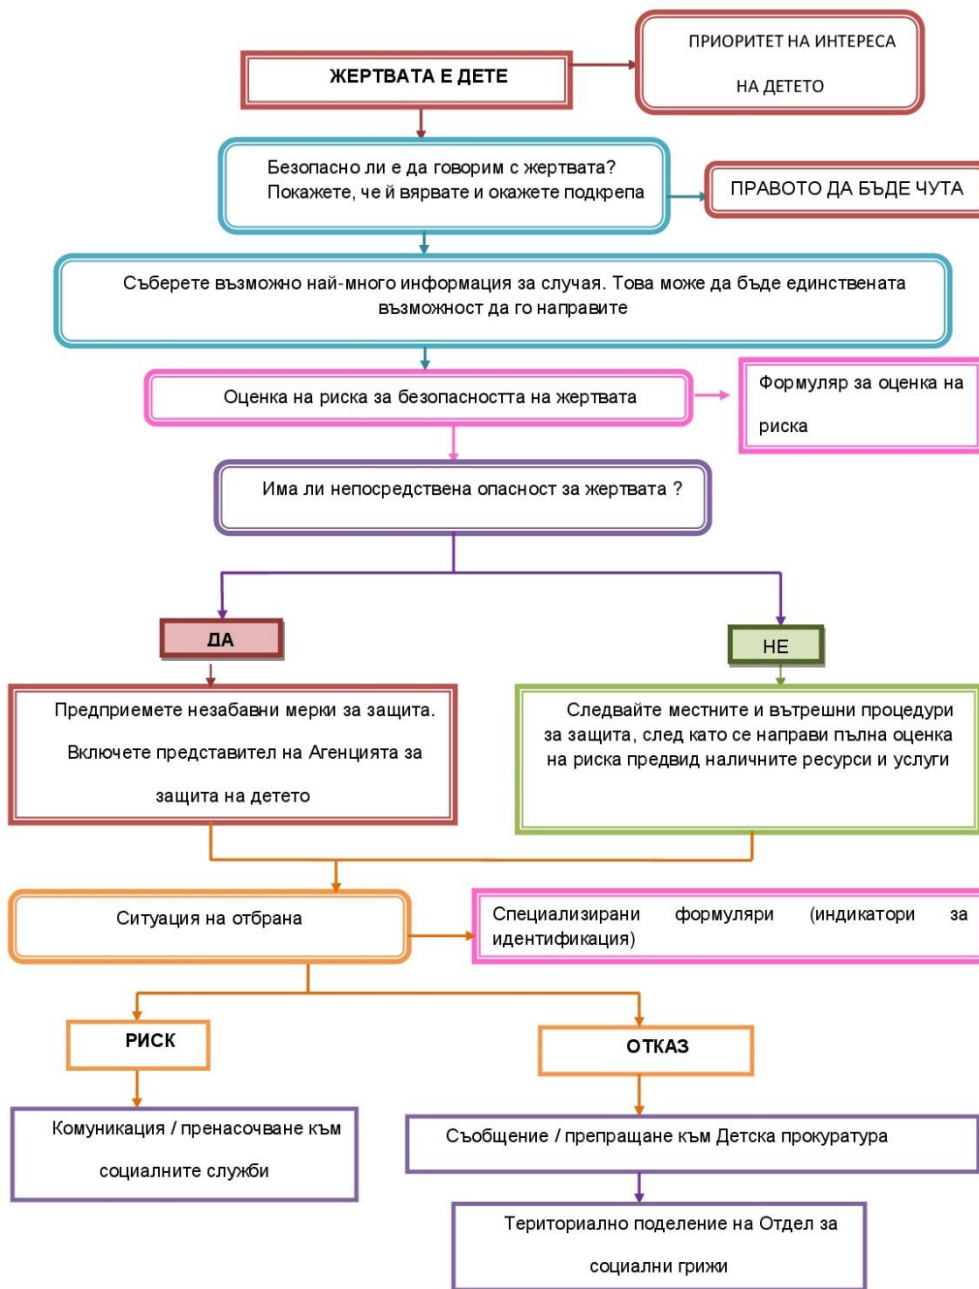 ПРИОРИТЕТ НА ИНТЕРЕСА
НА ДЕТЕТО
ЖЕРТВАТА Е ДЕТЕ
Безопасно ли е да говорим с жертвата?
Покажете, че й вярвате и окажете подкрепа
ПРАВОТО ДА БЪДЕ ЧУТА
Съберете възможно най-много информация за случая. Това може да бъде единствената
възможност да го направите
Оценка на риска за безопасността на жертвата
Формуляр за оценка на
риска
Има ли непосредствена опасност за жертвата ?
ДА
НЕ
Предприемете незабавни мерки за защита.
Включете представител на Агенцията за
защита на детето
Следвайте местните и вътрешни процедури
за защита, след като се направи пълна оценка
на риска предвид наличните ресурси и услуги
Ситуация на отбрана
Специализирани формуляри (индикатори за
идентификация)
РИСК
ОТКАЗ
Комуникация / пренасочване към
социалните служби
Съобщение / препращане към Детска прокуратура
Териториално поделение на Отдел за
социални грижи